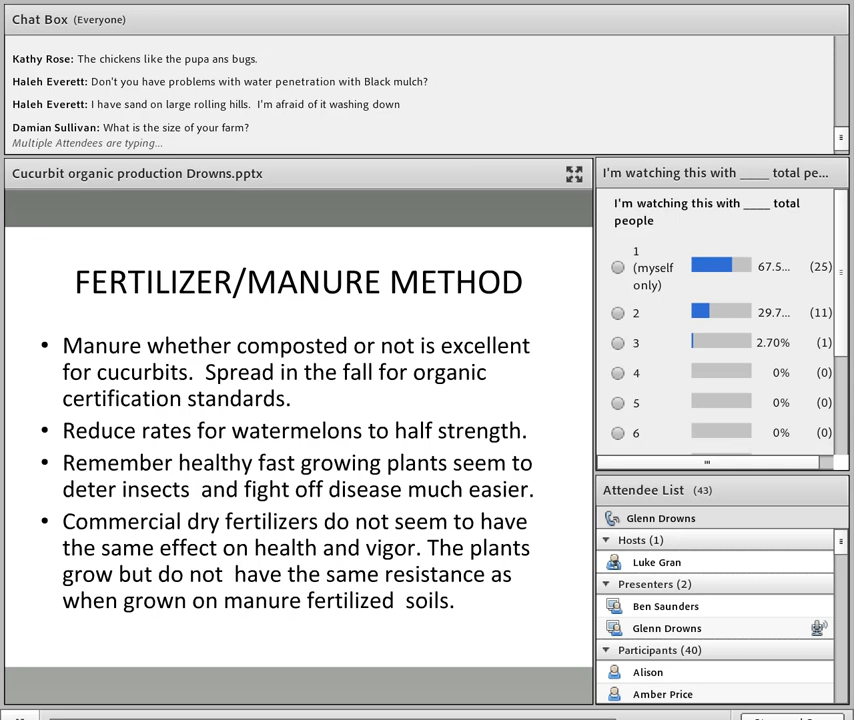 Chat Box (Everyone)
Kathy Rose: The chickens like the pupa ans bugs.
Haleh Everett: Don't you have problems with water penetration with Black mulch?
Haleh Everett: I have sand on large rolling hills.  I'm afraid of it washing down
Damian Sullivan: What is the size of your farm?
Multiple Attendees are typing...
Cucurbit organic production Drowns.pptx
FERTILIZER/MANURE METHOD
• Manure whether composted or not is excellent
for cucurbits.  Spread in the fall for organic
certification standards.
• Reduce rates for watermelons to half strength.
• Remember healthy fast growing plants seem to
deter insects  and fight off disease much easier.
• Commercial dry fertilizers do not seem to have
the same effect on health and vigor. The plants
grow but do not  have the same resistance as
when grown on manure fertilized  soils.
I'm watching this with ____ total pe...
I'm watching this with ____ total
people
1
(myself
only)
67.5... (25)
2 29.7... (11)
3 2.70% (1)
4 0% (0)
5 0% (0)
6 0% (0)
Attendee List (43)
Glenn Drowns
Hosts (1)
Luke Gran
Presenters (2)
Ben Saunders
Glenn Drowns
Participants (40)
Alison
Amber Price